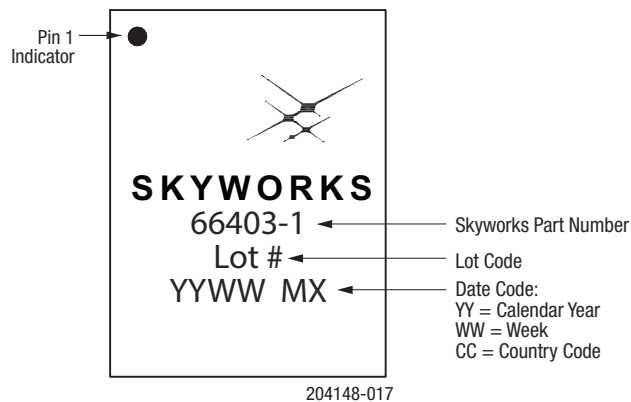 Pin 1
Indicator
SKYWORKS
66403-1
Skyworks Part Number
Lot #
Lot Code
YYWW MX
Date Code:
YY = Calendar Year
WW = Week
CC = Country Code
204148-017